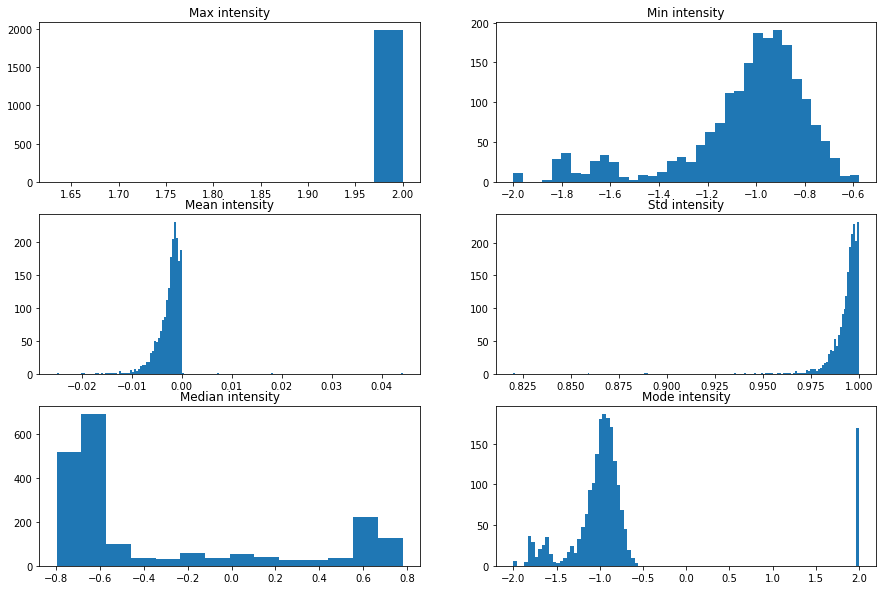 Max intensity
2000
1500
1000
500
0
1.65 1.70 1.75 1.80 1.85 1.90 1.95 2.00
Min intensity
200
150
100
50
0
−2.0 −1.8 −1.6 −1.4 −1.2 −1.0 −0.8 −0.6
Mean intensity
200
150
100
50
0
−0.02 −0.01 0.00 0.01 0.02 0.03 0.04
Std intensity
200
150
100
50
0
0.825 0.850 0.875 0.900 0.925 0.950 0.975 1.000
Median intensity
600
400
200
0
−0.8 −0.6 −0.4 −0.2 0.0 0.2 0.4 0.6 0.8
Mode intensity
150
100
50
0
−2.0 −1.5 −1.0 −0.5 0.0 0.5 1.0 1.5 2.0